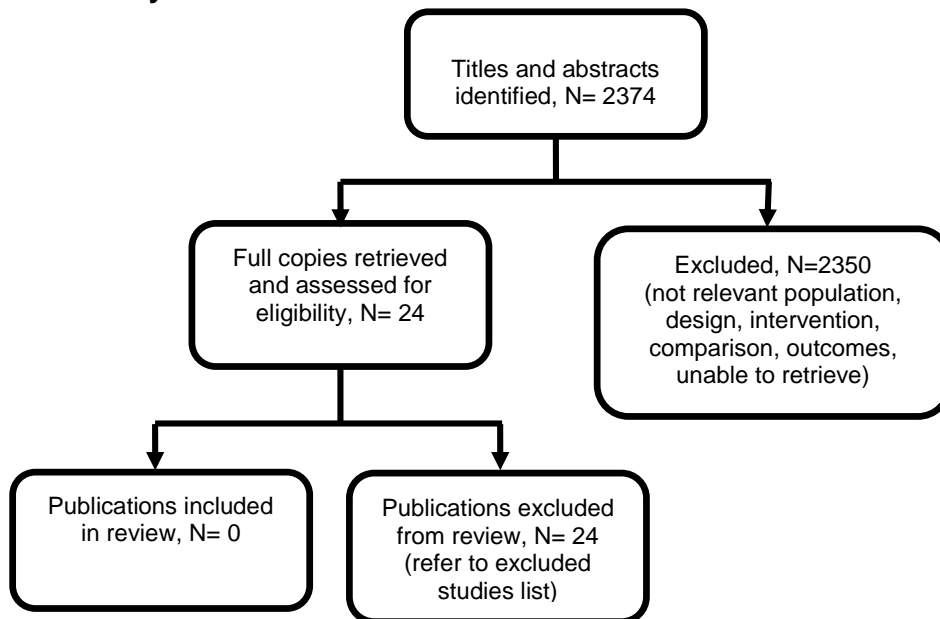 Titles and abstracts
identified, N= 2374
Full copies retrieved
and assessed for
eligibility, N= 24
Excluded, N=2350
(not relevant population,
design, intervention,
comparison, outcomes,
unable to retrieve)
Publications included
in review, N= 0
Publications excluded
from review, N= 24
(refer to excluded
studies list)